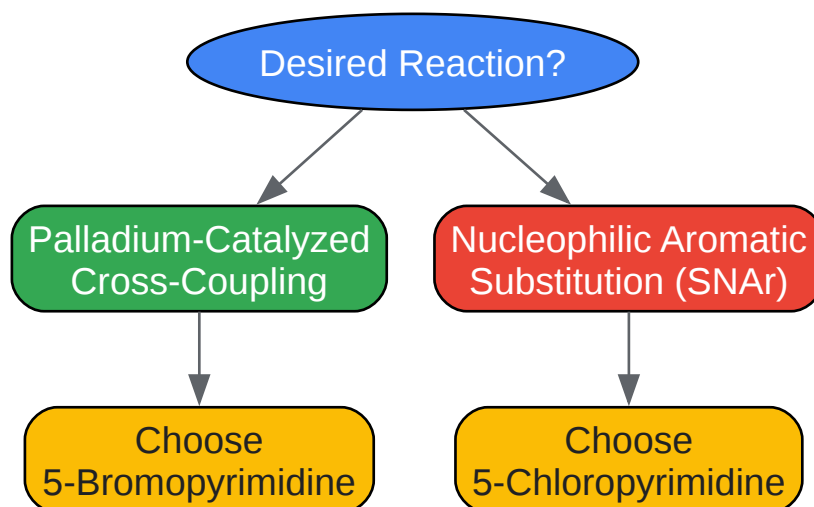 Desired Reaction?
Palladium-Catalyzed
Cross-Coupling
Nucleophilic Aromatic
Substitution (SNAr)
Choose
5-Bromopyrimidine
Choose
5-Chloropyrimidine